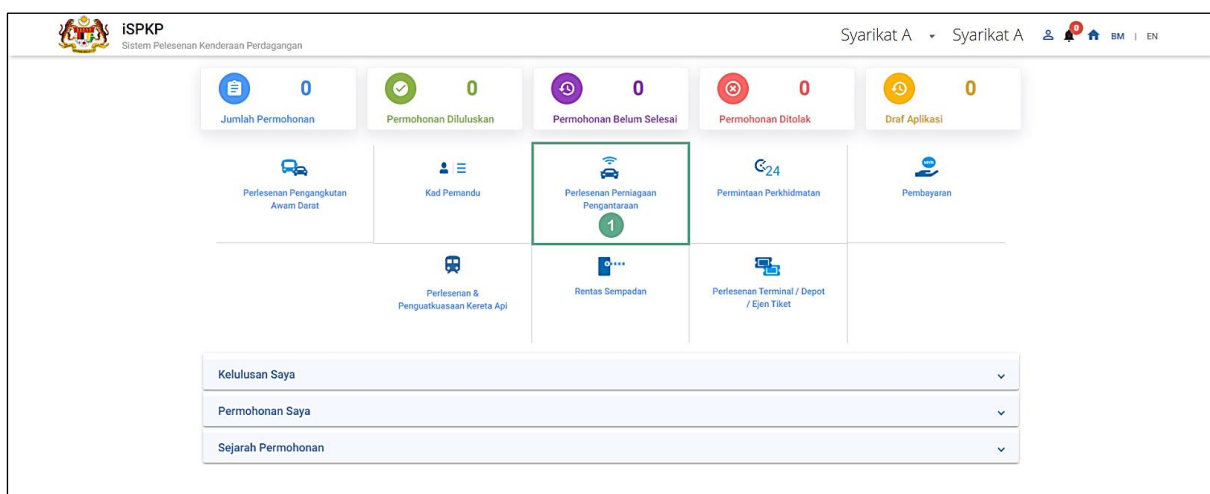 iSPKP
Sistem Pelesenan Kenderaan Perdagangan
Syarikat A Syarikat A 0 BM | EN
0 0 0 0 0
Jumlah Permohonan Permohonan Diluluskan Permohonan Belum Selesai Permohonan Ditolak Draf Aplikasi
Perlesenan Pengangkutan
Awam Darat
Kad Pemandu
Perlesenan Perniagaan
Pengantaraan
1
24
Permintaan Perkhidmatan
Pembayaran
Perlesenan &
Penguatkuasaan Kereta Api
Rentas Sempadan
Perlesenan Terminal / Depot
/ Ejen Tiket
Kelulusan Saya
Permohonan Saya
Sejarah Permohonan